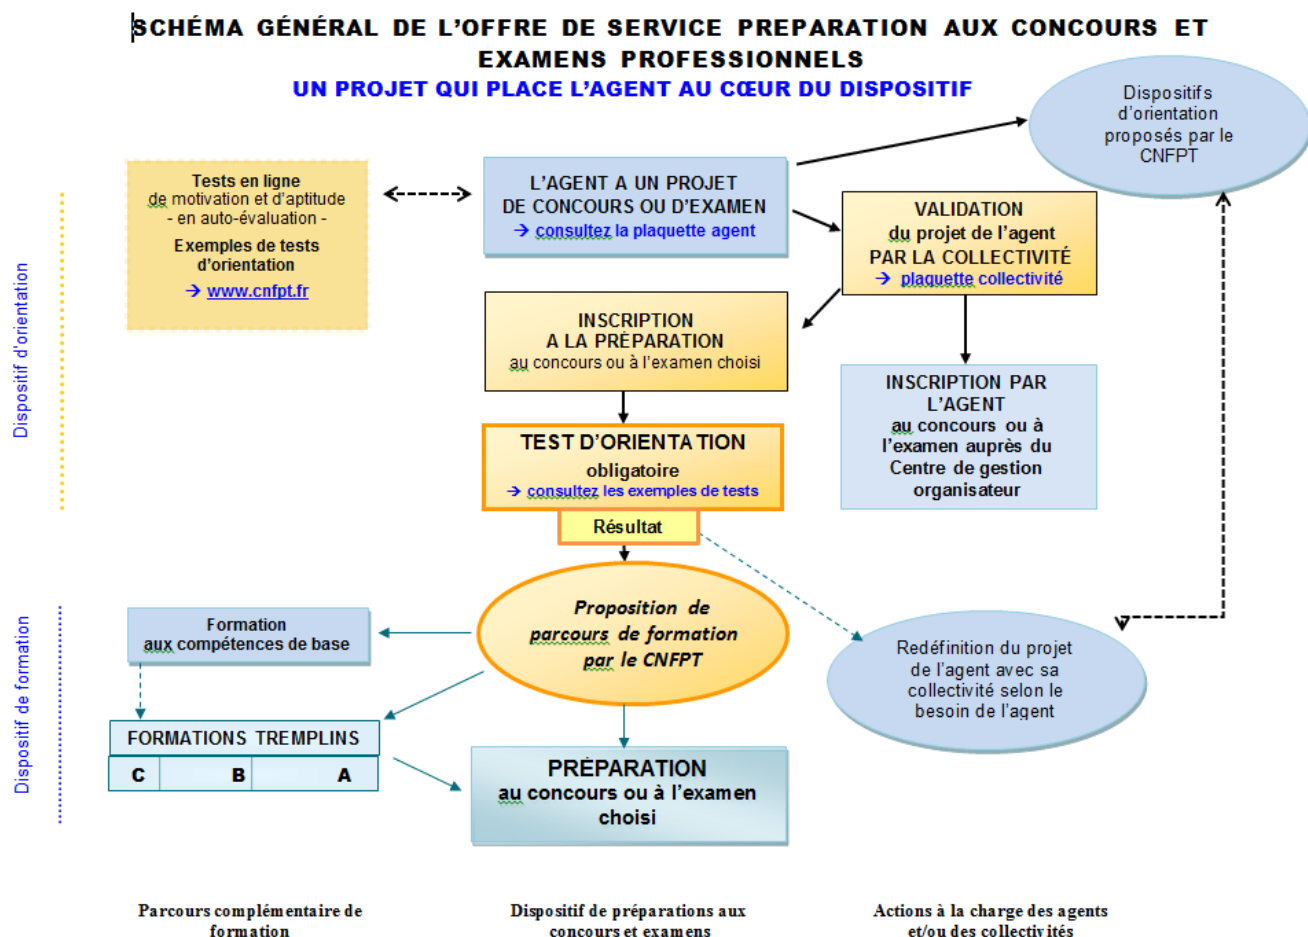 SCHÉMA GÉNÉRAL DE L'OFFRE DE SERVICE PREPARATION AUX CONCOURS ET
EXAMENS PROFESSIONNELS
UN PROJET QUI PLACE L'AGENT AU CŒUR DU DISPOSITIF
Dispositifs
d'orientation
proposés par le
CNFPT
Tests en ligne
de motivation et d'aptitude
- en auto-évaluation -
Exemples de tests
d'orientation
→ www.cnfpt.fr
L'AGENT A UN PROJET
DE CONCOURS OU D'EXAMEN
→ consultez la plaquette agent
VALIDATION
du projet de l'agent
PAR LA COLLECTIVITÉ
→ plaquette collectivité
Dispositif d'orientation
INSCRIPTION
A LA PRÉPARATION
au concours ou à l'examen choisi
INSCRIPTION PAR
L'AGENT
au concours ou à
l'examen auprès du
Centre de gestion
organisateur
TEST D'ORIENTATION
obligatoire
→ consultez les exemples de tests
Résultat
Dispositif de formation
Formation
aux compétences de base
Proposition de
parcours de formation
par le CNFPT
Redéfinition du projet
de l'agent avec sa
collectivité selon le
besoin de l'agent
FORMATIONS TREMPLINS
C B A
PRÉPARATION
au concours ou à l'examen
choisi
Parcours complémentaire de
formation
Dispositif de préparations aux
concours et examens
Actions à la charge des agents
et/ou des collectivités